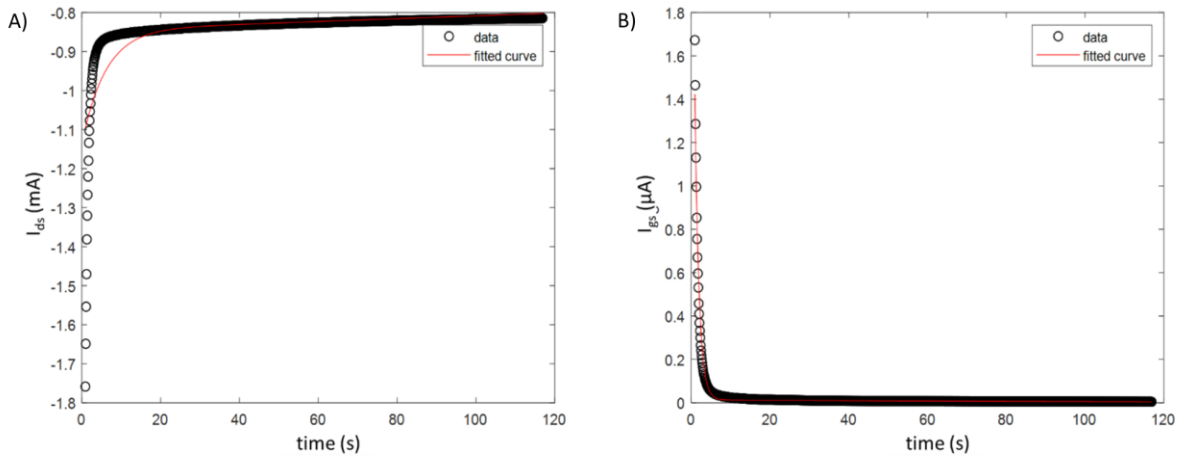 A)
-0.8
-0.9
-1
-1.1
-1.2
-1.3
-1.4
-1.5
-1.6
-1.7
-1.8
I_ds (mA)
data
fitted curve
0 20 40 60 80 100 120
time (s)
B)
1.8
1.6
1.4
1.2
1
0.8
0.6
0.4
0.2
0
I_gs (µA)
data
fitted curve
0 20 40 60 80 100 120
time (s)